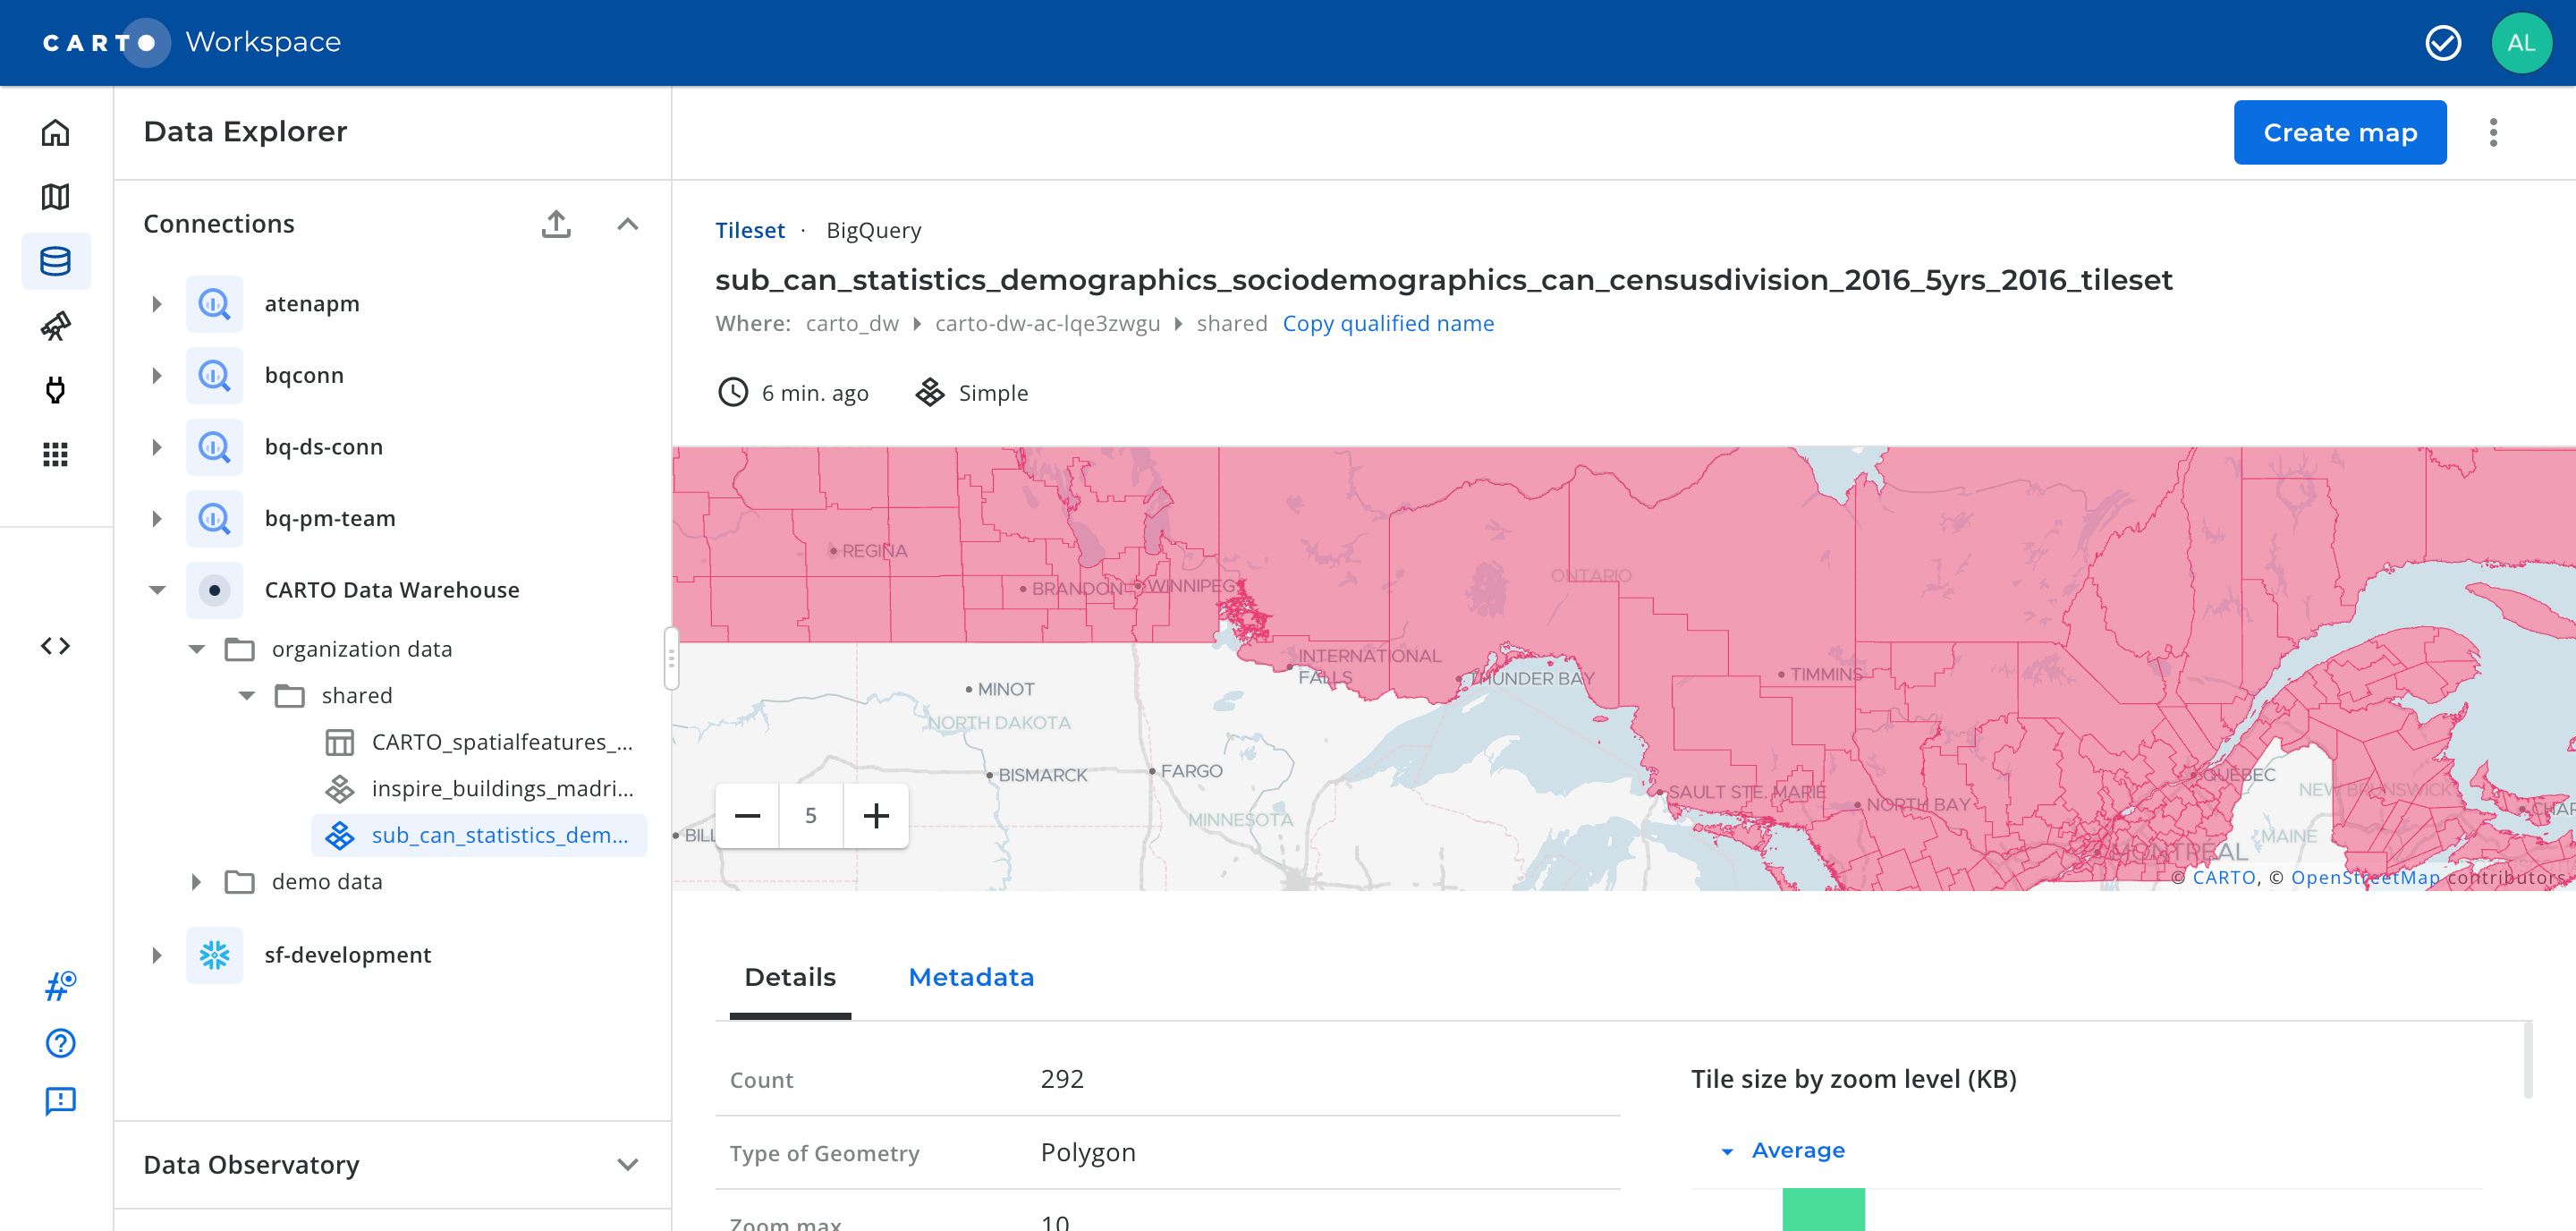 CARTO Workspace
AL
Data Explorer
Create map
Connections
atenapm
bqconn
bq-ds-conn
bq-pm-team
CARTO Data Warehouse
organization data
shared
CARTO_spatialfeatures_...
inspire_buildings_madri...
sub_can_statistics_dem...
demo data
sf-development
Data Observatory
Tileset · BigQuery
sub_can_statistics_demographics_sociodemographics_can_censusdivision_2016_5yrs_2016_tileset
Where: carto_dw carto-dw-ac-lqe3zwgu shared Copy qualified name
6 min. ago Simple
REGINA
BRANDON
WINNIPEG
ONTARIO
INTERNATIONAL
FALLS
THUNDER BAY
TIMMINS
MINOT
NORTH DAKOTA
BISMARCK
FARGO
QUEBEC
SAULT STE. MARIE
NORTH BAY
NEW BRUNSWICK
CHAR
MINNESOTA
BILL
5
MAINE
MONTREAL
© CARTO, © OpenStreetMap contributors.
Details
Metadata
Count 292
Type of Geometry Polygon
Zoom max 10
Tile size by zoom level (KB)
Average